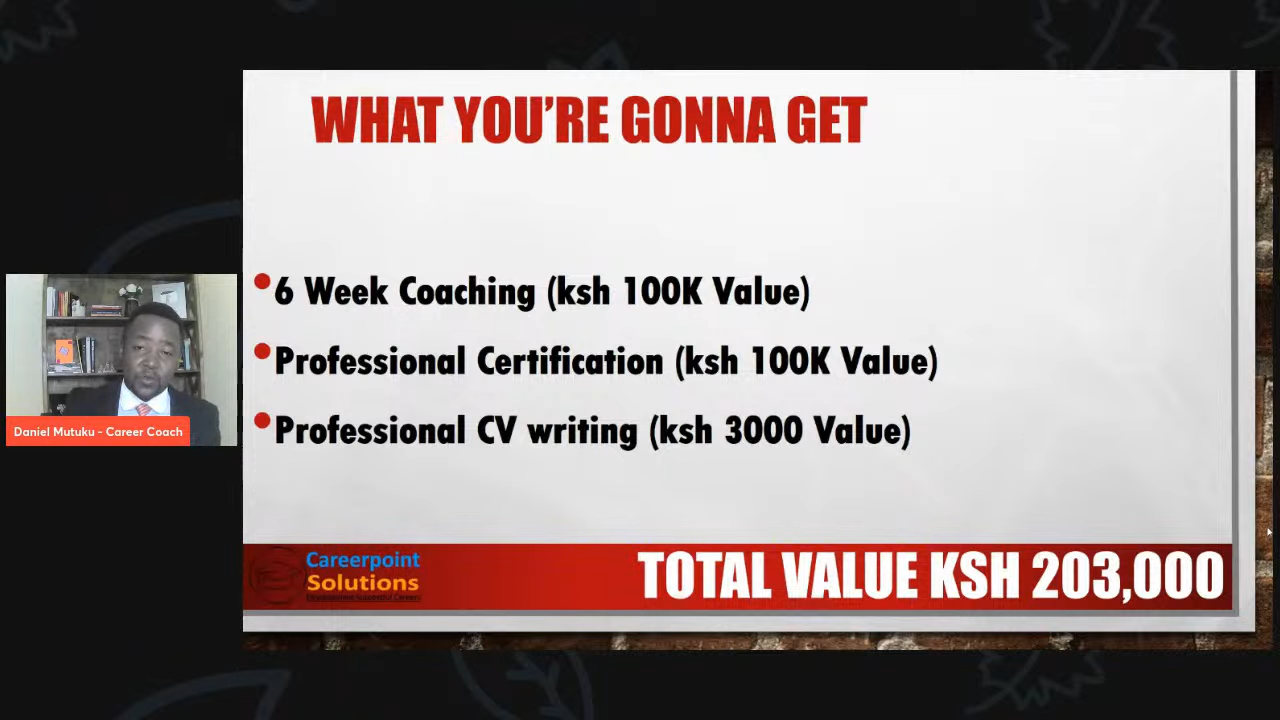 WHAT YOU'RE GONNA GET
6 Week Coaching (ksh 100K Value)
Professional Certification (ksh 100K Value)
Professional CV writing (ksh 3000 Value)
Daniel Mutuku - Career Coach
Careerpoint
Solutions
TOTAL VALUE KSH 203,000